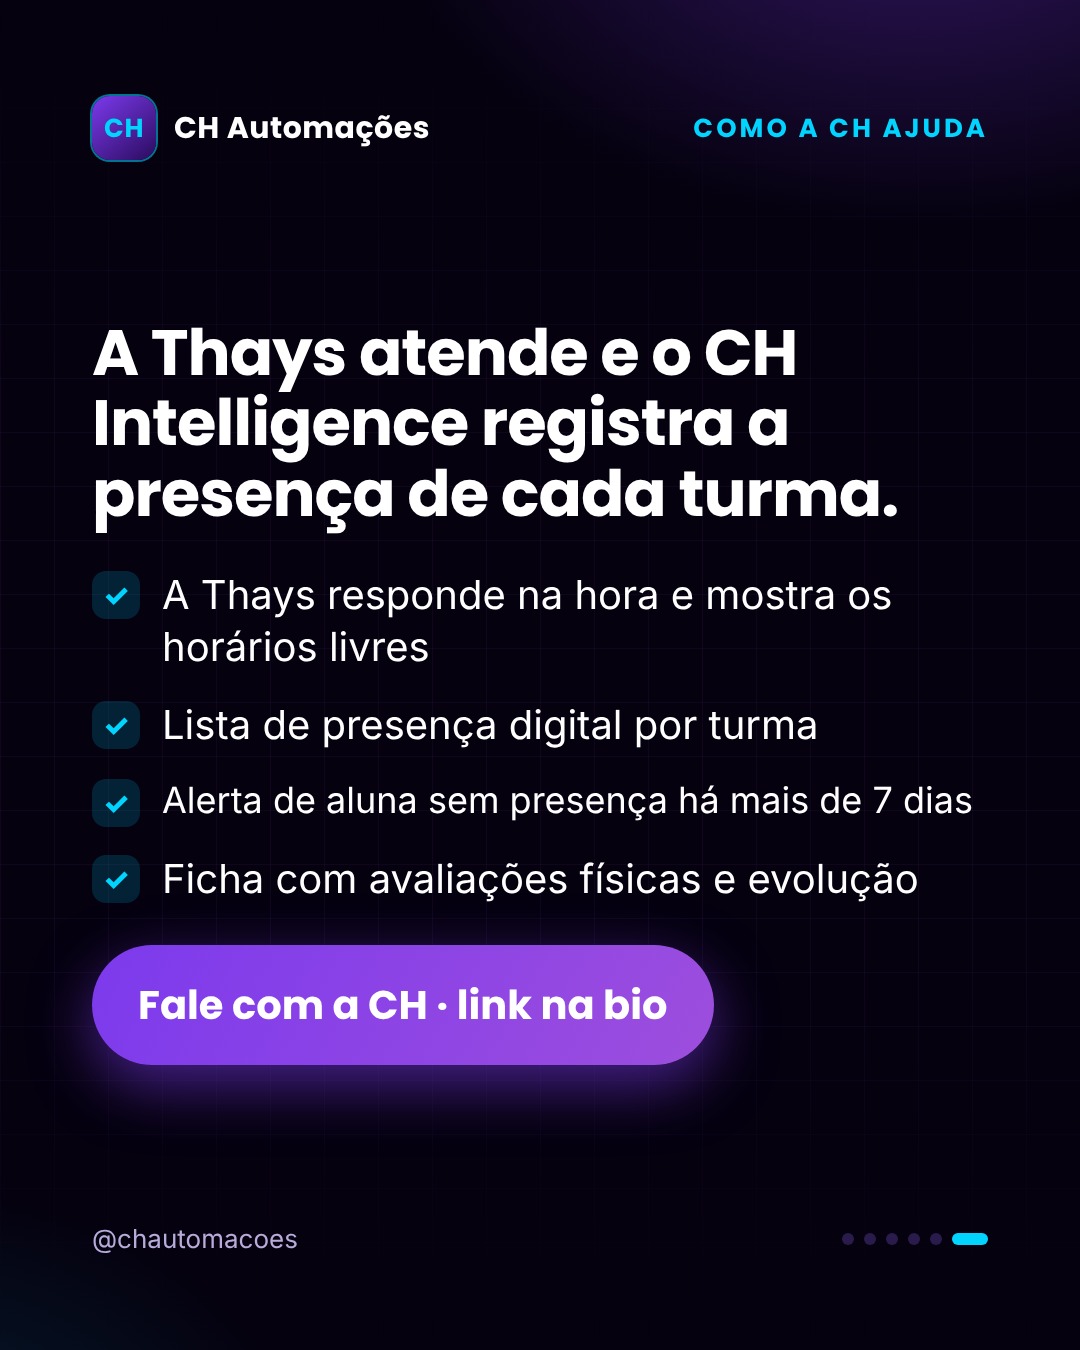 CH
CH Automações
COMO A CH AJUDA
A Thays atende e o CH
Intelligence registra a
presença de cada turma.
A Thays responde na hora e mostra os
horários livres
Lista de presença digital por turma
Alerta de aluna sem presença há mais de 7 dias
Ficha com avaliações físicas e evolução
Fale com a CH · link na bio
@chautomacoes